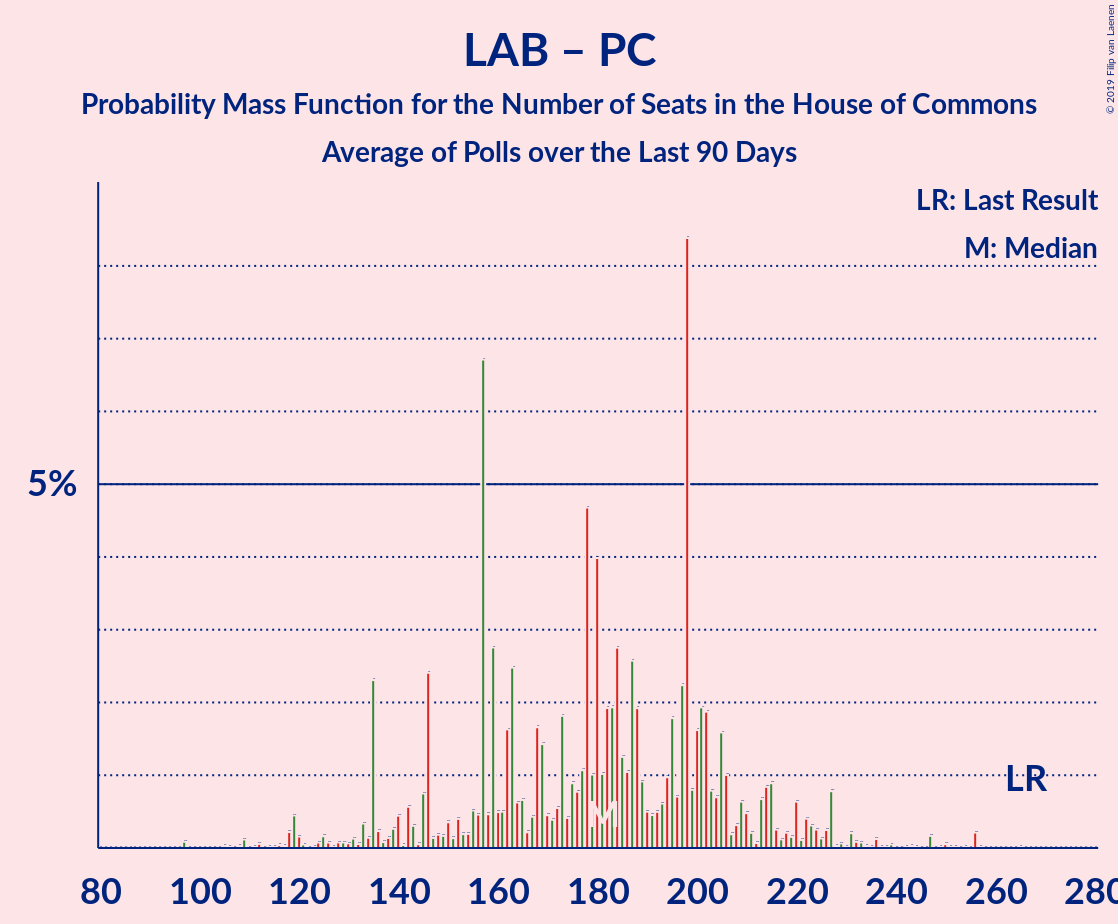 LAB – PC
Probability Mass Function for the Number of Seats in the House of Commons
Average of Polls over the Last 90 Days
© 2019 Filip van Laenen
LR: Last Result
M: Median
5%
LR
M
80 100 120 140 160 180 200 220 240 260 280